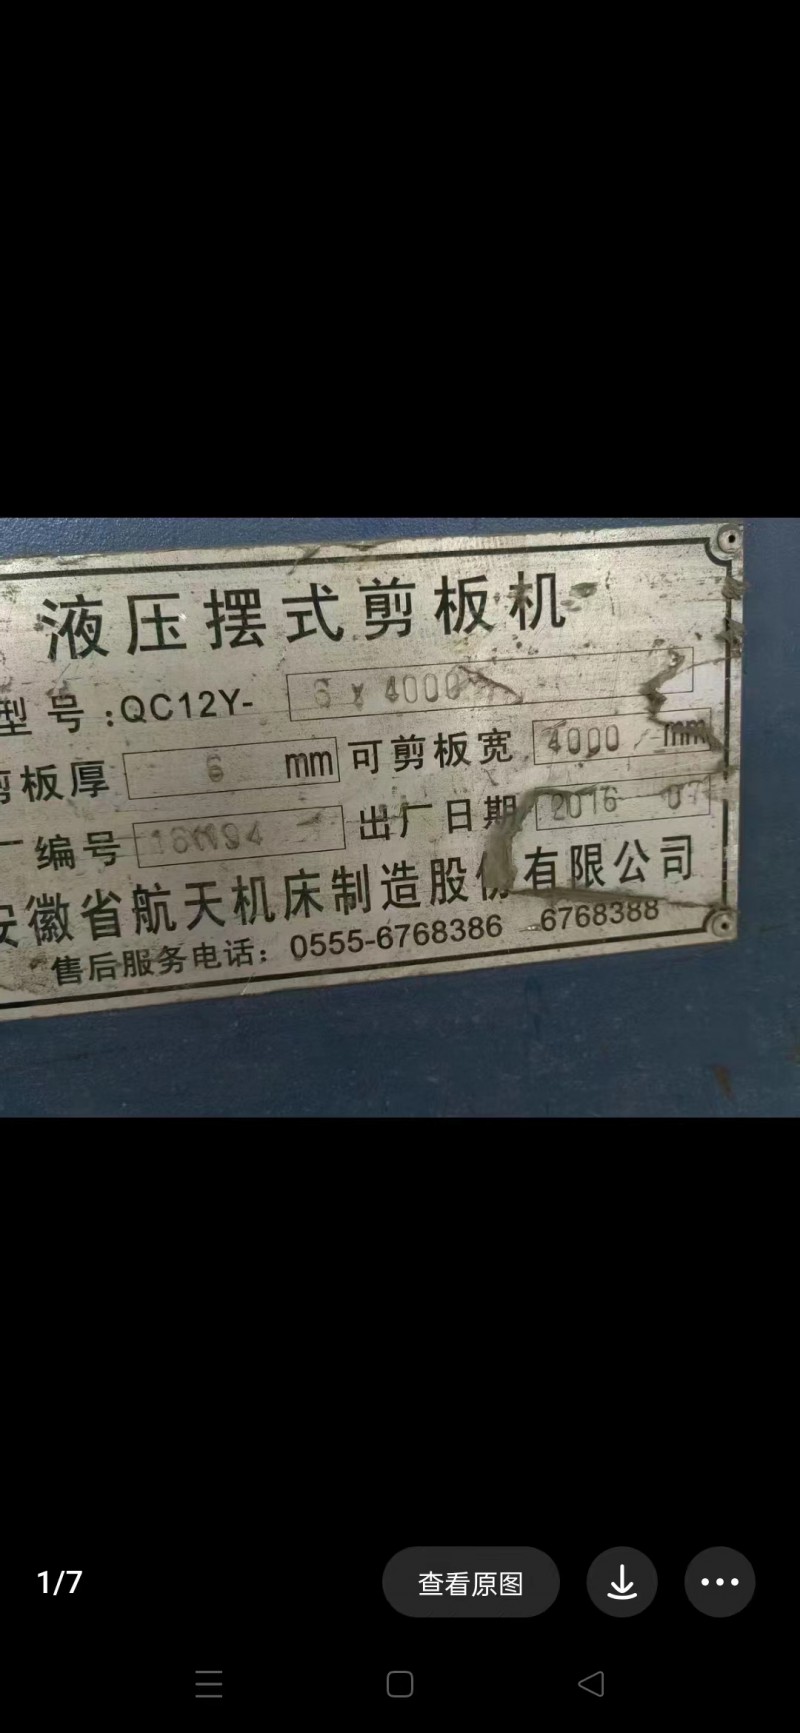 液压摆式剪板机
型号:QC12Y- 6×4000
剪板厚 6 mm 可剪板宽 4000 mm
编号 出厂日期 2016 07
安徽省航天机床制造股份有限公司
售后服务电话：0555-6768386 6768388
1/7
查看原图